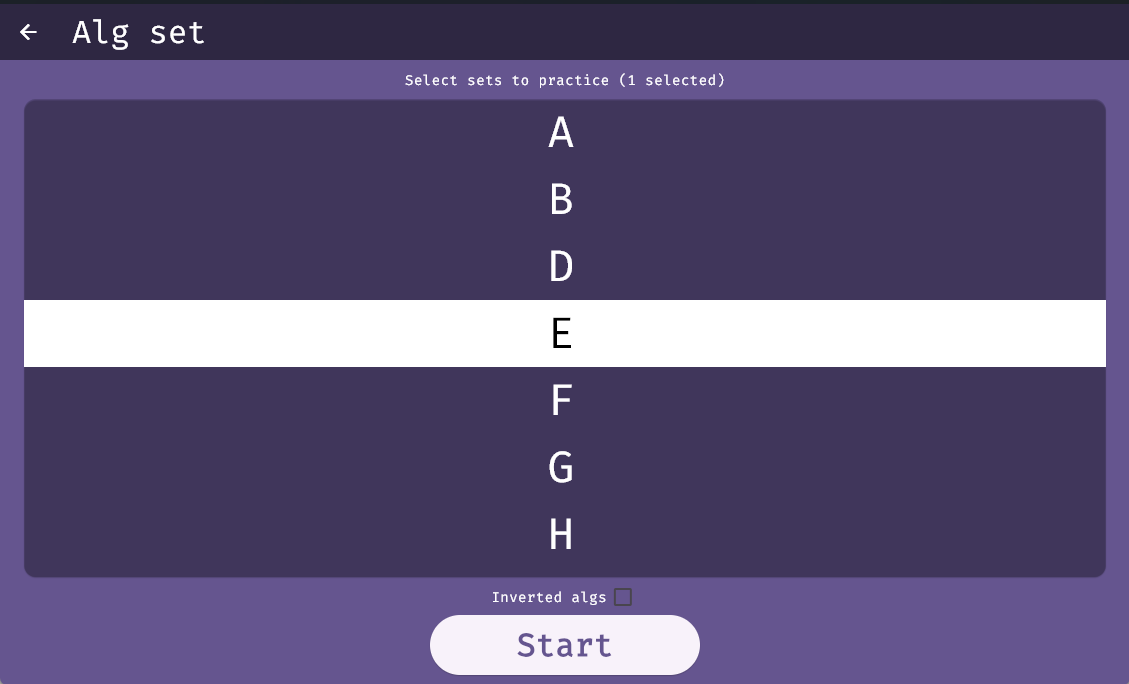 Alg set
Select sets to practice (1 selected)
A
B
D
E
F
G
H
Inverted algs
Start